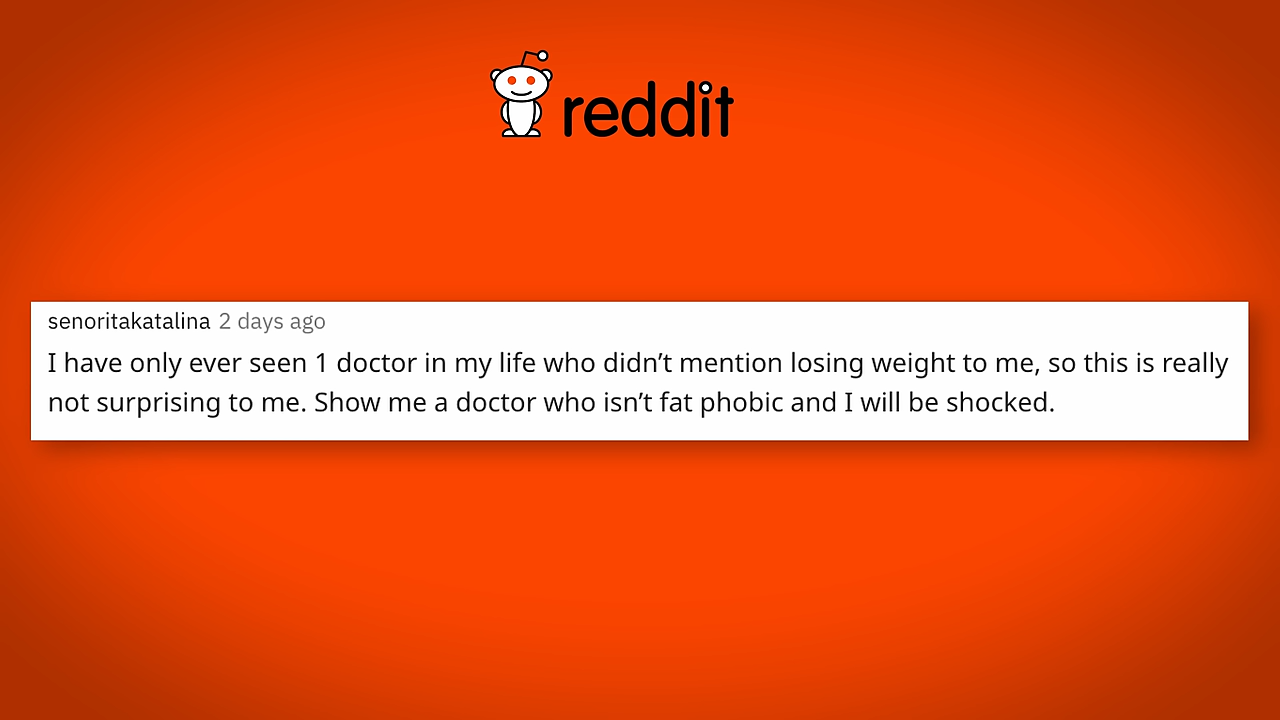 reddit
senoritakatalina 2 days ago
I have only ever seen 1 doctor in my life who didn’t mention losing weight to me, so this is really
not surprising to me. Show me a doctor who isn’t fat phobic and I will be shocked.